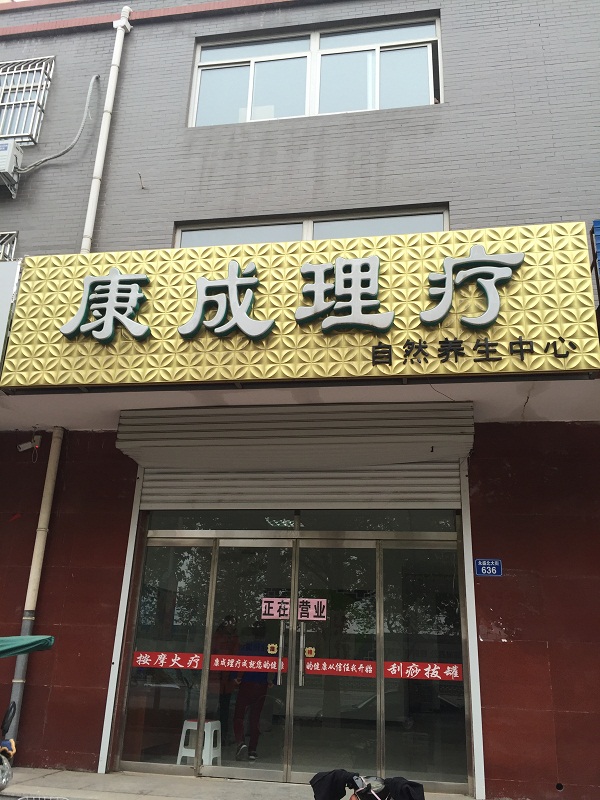 康成理疗
自然养生中心
636
正在营业
按摩火疗
康成理疗成就您的健康
的健康从信任我开始
刮痧拔罐